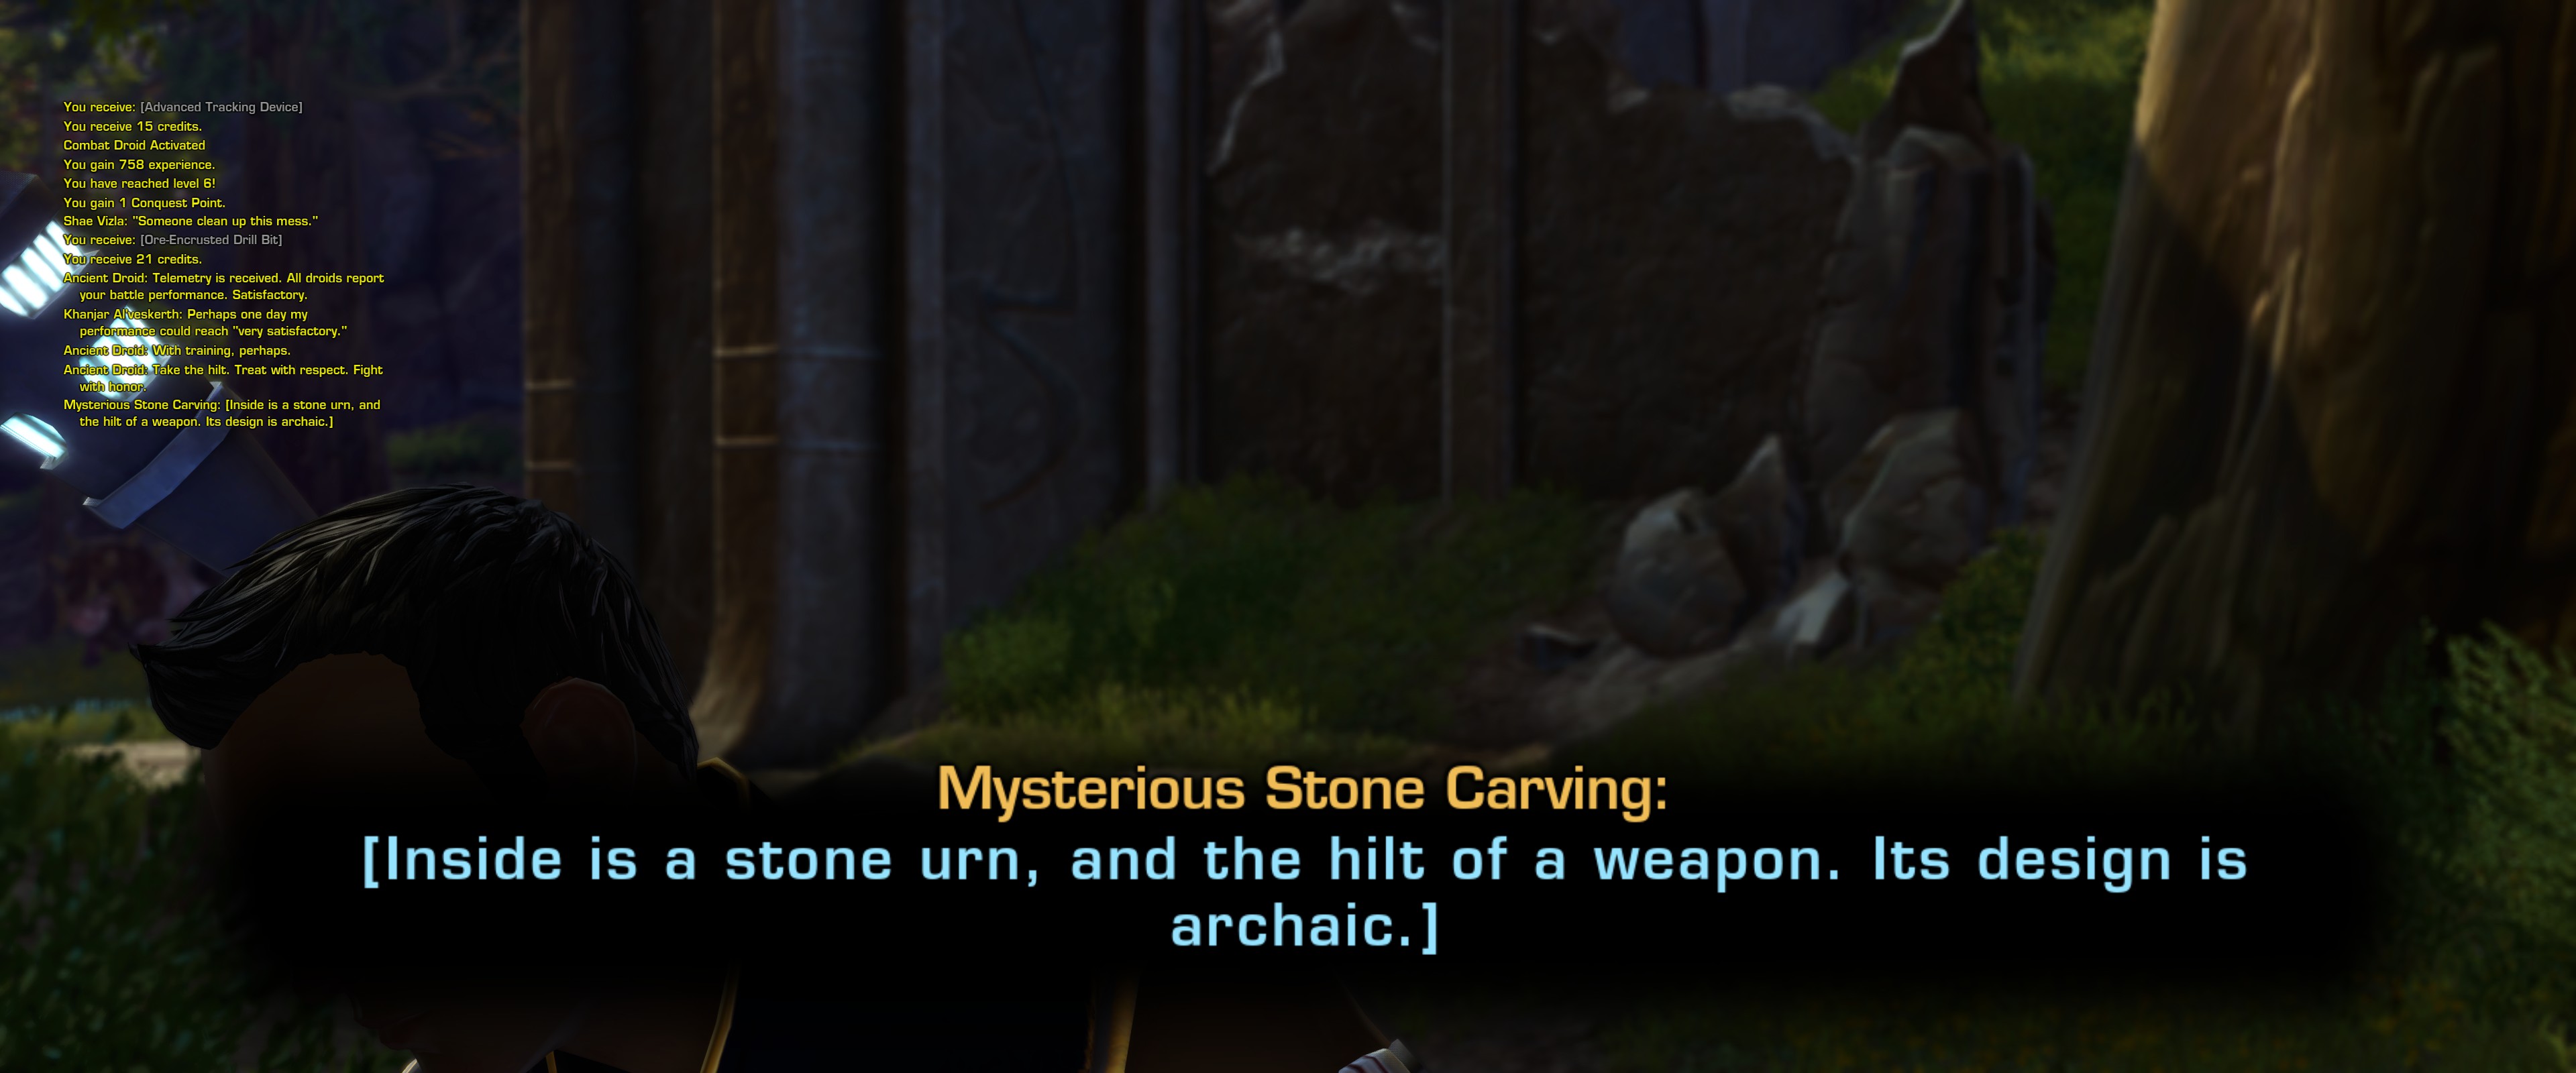 You receive: [Advanced Tracking Device]
You receive 15 credits.
Combat Droid Activated
You gain 758 experience.
You have reached level 6!
You gain 1 Conquest Point.
Shae Vizla: "Someone clean up this mess."
You receive: [Ore-Encrusted Drill Bit]
You receive 21 credits.
Ancient Droid: Telemetry is received. All droids report
your battle performance. Satisfactory.
Khanjar Al'veskerth: Perhaps one day my
performance could reach "very satisfactory."
Ancient Droid: With training, perhaps.
Ancient Droid: Take the hilt. Treat with respect. Fight
with honor.
Mysterious Stone Carving: [Inside is a stone urn, and
the hilt of a weapon. Its design is archaic.]
Mysterious Stone Carving:
[Inside is a stone urn, and the hilt of a weapon. Its design is
archaic.]